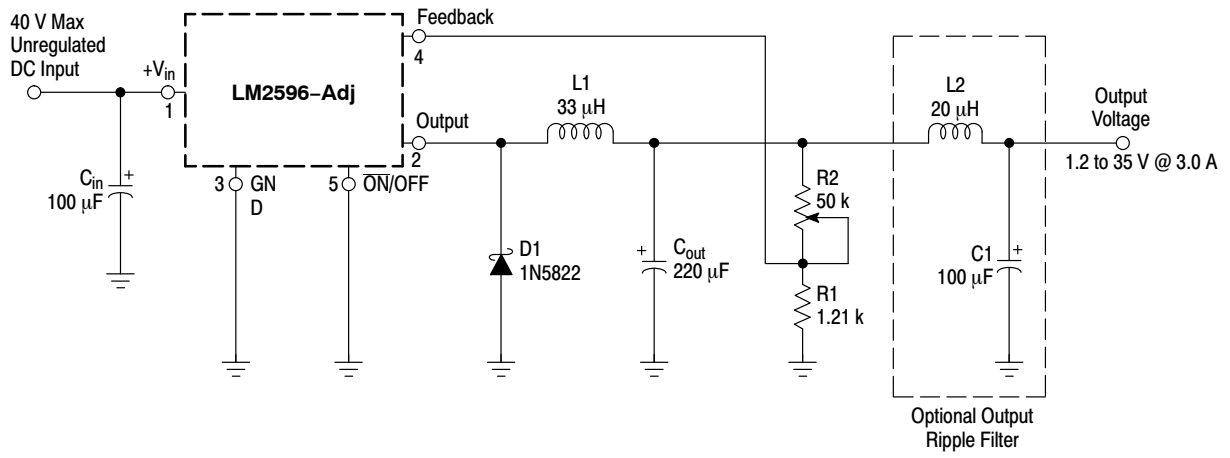 40 V Max
Unregulated
DC Input
+Vin
1
Cin
100 μF
+
LM2596–Adj
Feedback
4
Output
2
3
GN
D
5
ON/OFF
L1
33 μH
D1
1N5822
+
Cout
220 μF
R2
50 k
R1
1.21 k
L2
20 μH
C1
100 μF
+
Output
Voltage
1.2 to 35 V @ 3.0 A
Optional Output
Ripple Filter